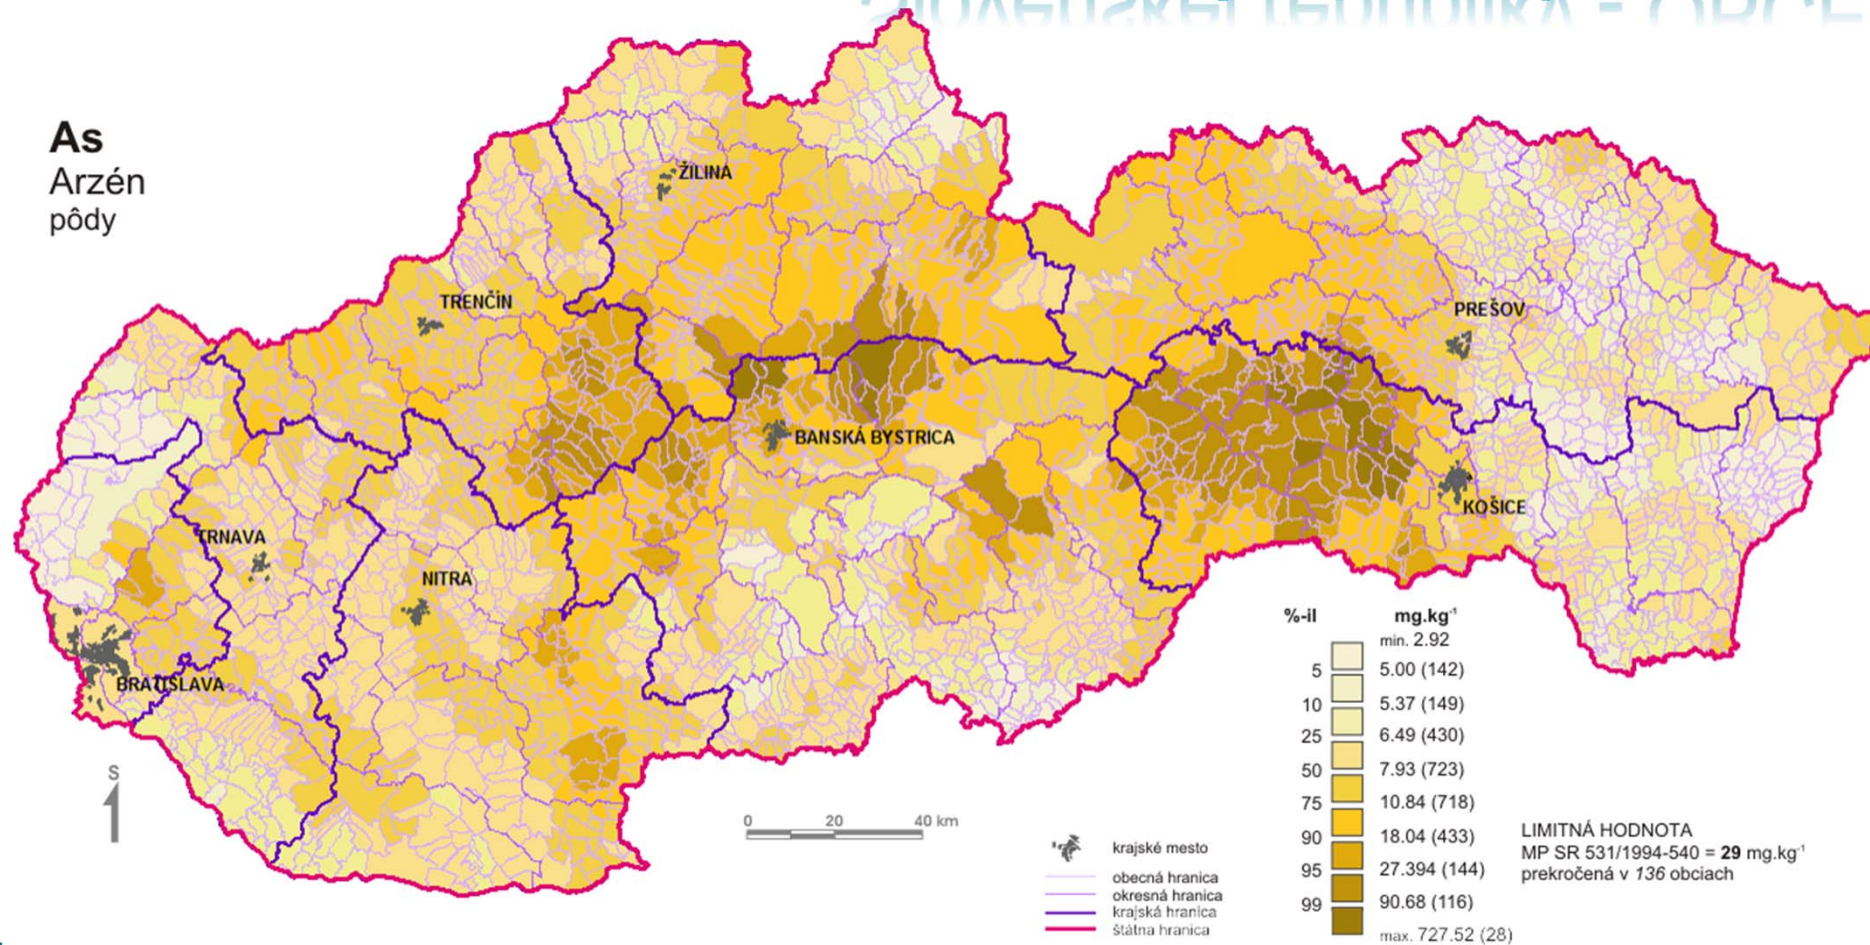 Slovenskej republiky - OBCE
As
Arzén
pôdy
ŽILINA
TRENČÍN
PREŠOV
BANSKÁ BYSTRICA
KOŠICE
TRNAVA
NITRA
BRATISLAVA
S
0 20 40 km
krajské mesto
obecná hranica
okresná hranica
krajská hranica
štátna hranica
%-il mg.kg⁻¹
min. 2.92
5 5.00 (142)
10 5.37 (149)
25 6.49 (430)
50 7.93 (723)
75 10.84 (718)
90 18.04 (433)
95 27.394 (144)
99 90.68 (116)
max. 727.52 (28)
LIMITNÁ HODNOTA
MP SR 531/1994-540 = 29 mg.kg⁻¹
prekročená v 136 obciach